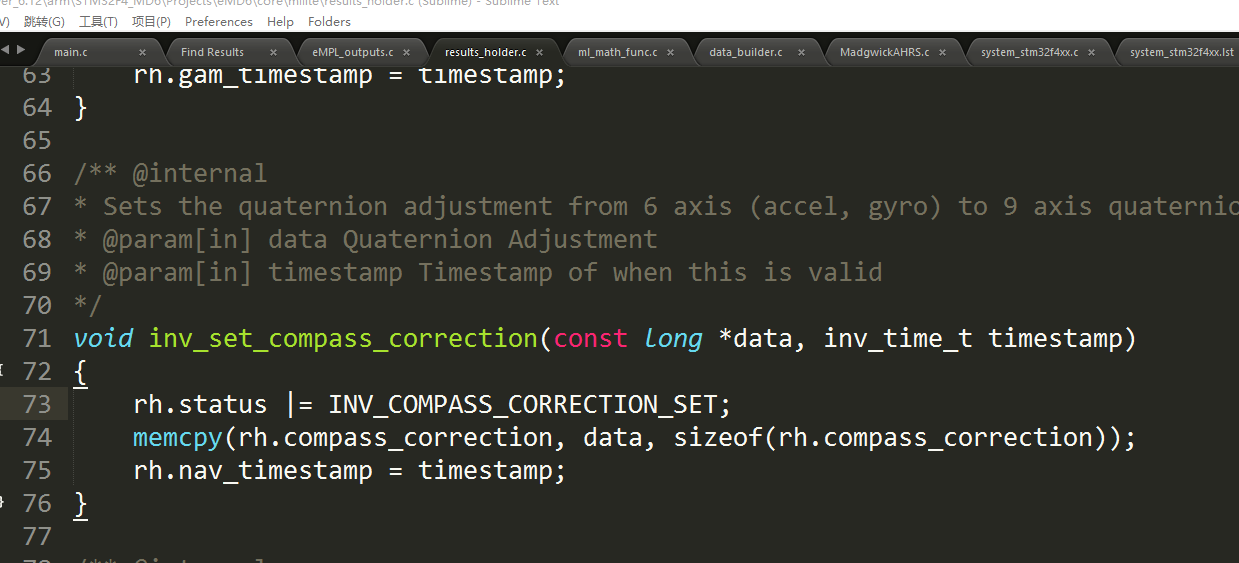 ver_6.12\arm\STM32F4_MD6\Projects\eMD6\core\mllite\results_holder.c (Sublime) - Sublime Text
V) 跳转(G) 工具(T) 项目(P) Preferences Help Folders
main.c × Find Results × eMPL_outputs.c × results_holder.c × ml_math_func.c × data_builder.c × MadgwickAHRS.c × system_stm32f4xx.c × system_stm32f4xx.lst
63 rh.gam_timestamp = timestamp;
64 }
65
66 /** @internal
67 * Sets the quaternion adjustment from 6 axis (accel, gyro) to 9 axis quaternio
68 * @param[in] data Quaternion Adjustment
69 * @param[in] timestamp Timestamp of when this is valid
70 */
71 void inv_set_compass_correction(const long *data, inv_time_t timestamp)
72 {
73 rh.status |= INV_COMPASS_CORRECTION_SET;
74 memcpy(rh.compass_correction, data, sizeof(rh.compass_correction));
75 rh.nav_timestamp = timestamp;
76 }
77